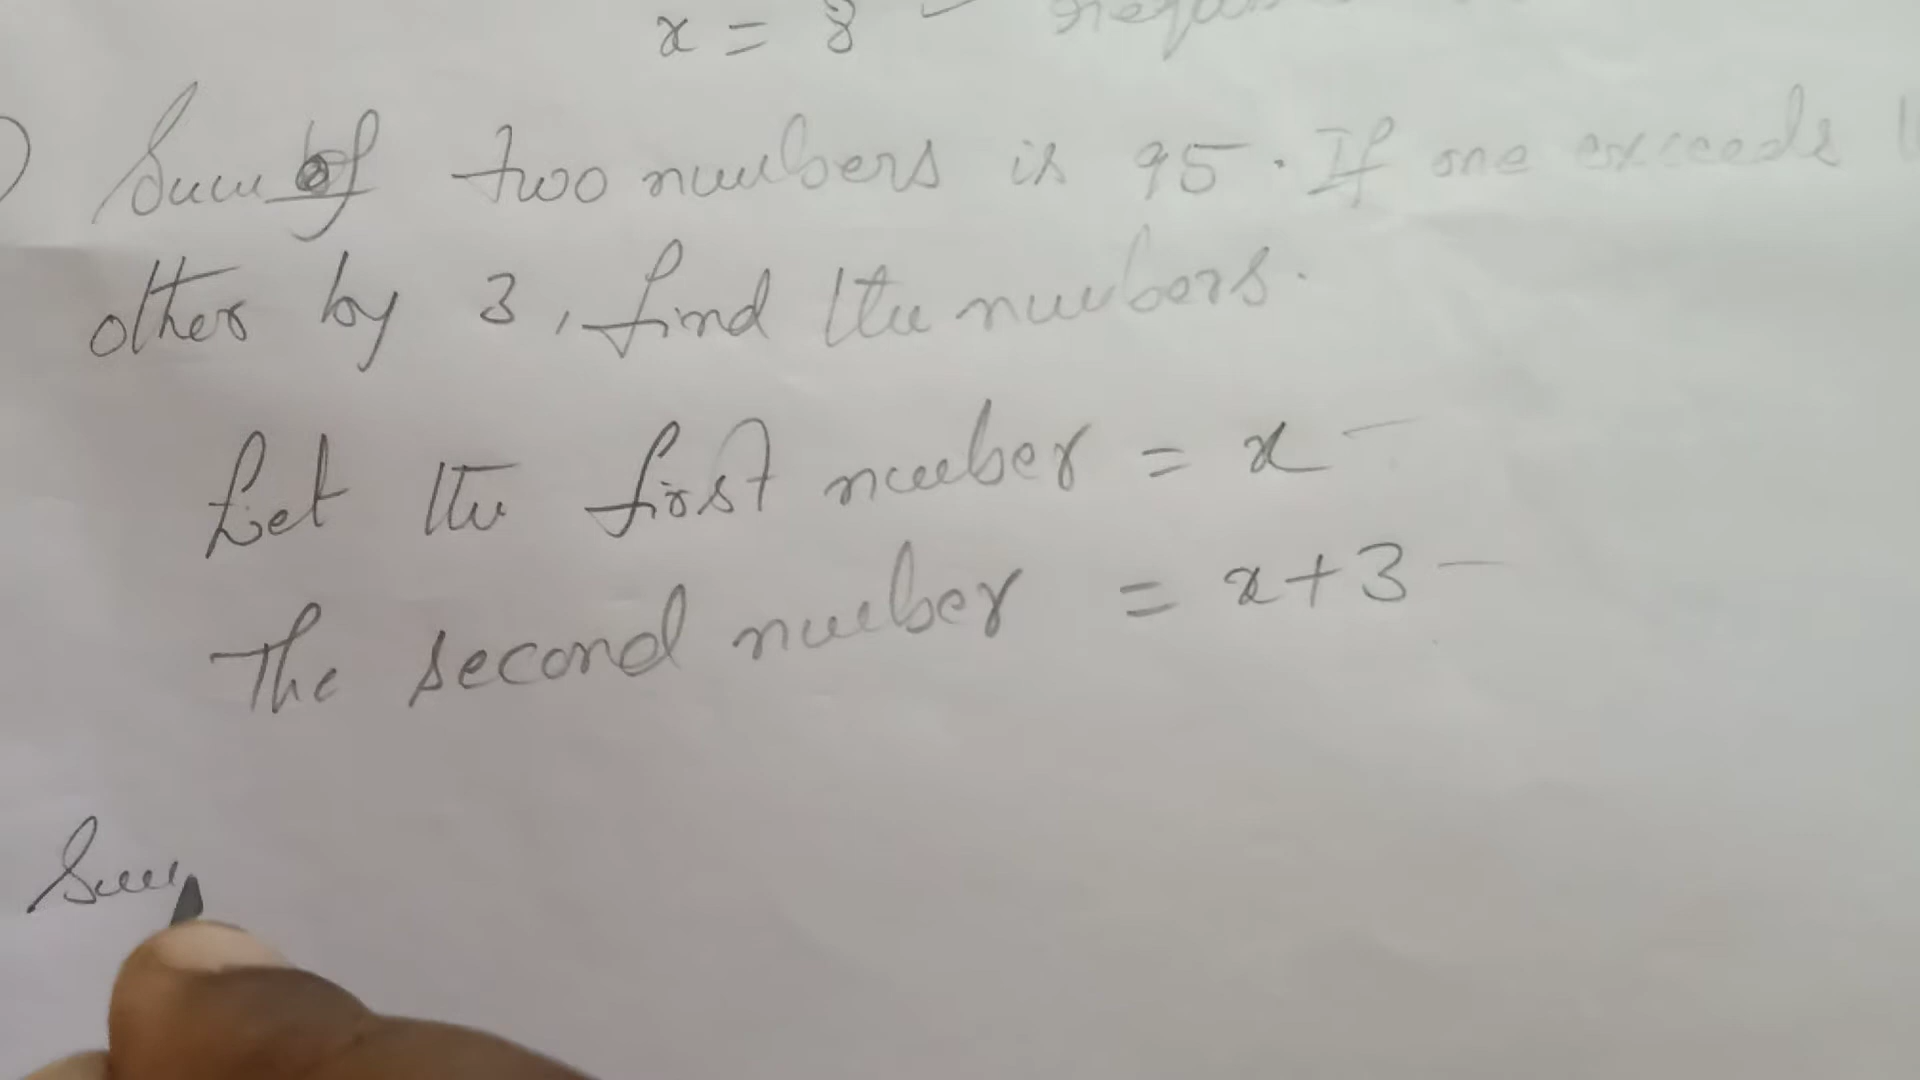 x = 8
) Sum of two numbers is 95. If one exceeds
other by 3, find the numbers.
Let the first number = x -
The second number = x+3 -
Sum